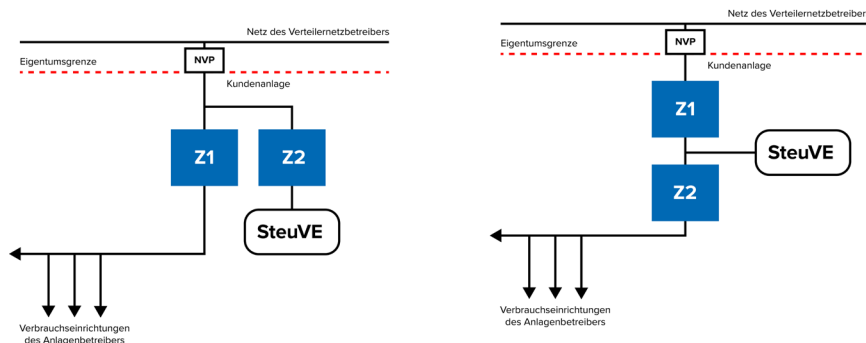 Netz des Verteilernetzbetreibers
NVP
Eigentumsgrenze
Kundenanlage
Z1
Z2
SteuVE
Verbrauchseinrichtungen
des Anlagenbetreibers
Netz des Verteilernetzbetreiber
NVP
Eigentumsgrenze
Kundenanlage
Z1
SteuVE
Z2
Verbrauchseinrichtungen
des Anlagenbetreibers